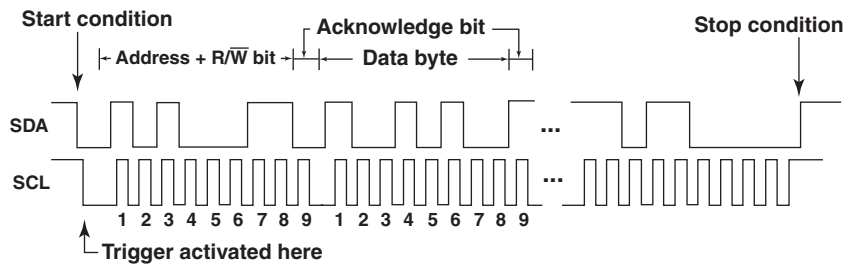 Start condition
Acknowledge bit
Stop condition
Address + R/W̅ bit
Data byte
SDA
...
SCL
...
1 2 3 4 5 6 7 8 9 1 2 3 4 5 6 7 8 9
Trigger activated here